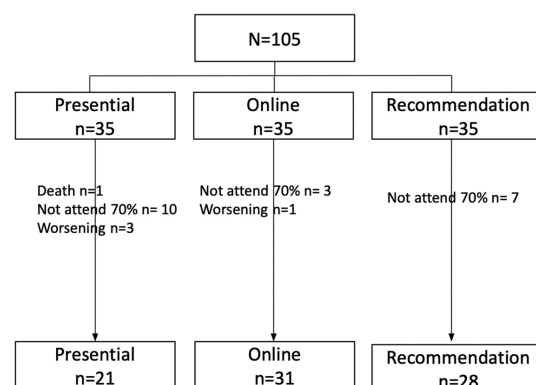 N=105
Presential
n=35
Online
n=35
Recommendation
n=35
Death n=1
Not attend 70% n= 10
Worsening n=3
Not attend 70% n= 3
Worsening n=1
Not attend 70% n= 7
Presential
n=21
Online
n=31
Recommendation
n=28